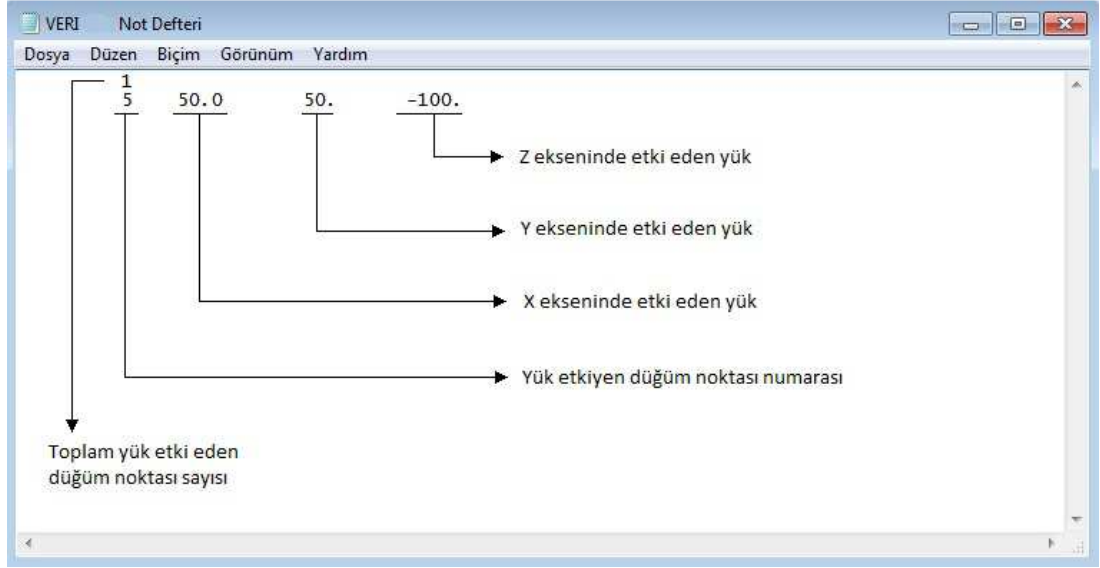 VERI Not Defteri
Dosya Düzen Biçim Görünüm Yardım
1
5 50.0 50. -100.
Z ekseninde etki eden yük
Y ekseninde etki eden yük
X ekseninde etki eden yük
Yük etkiyen düğüm noktası numarası
Toplam yük etki eden
düğüm noktası sayısı